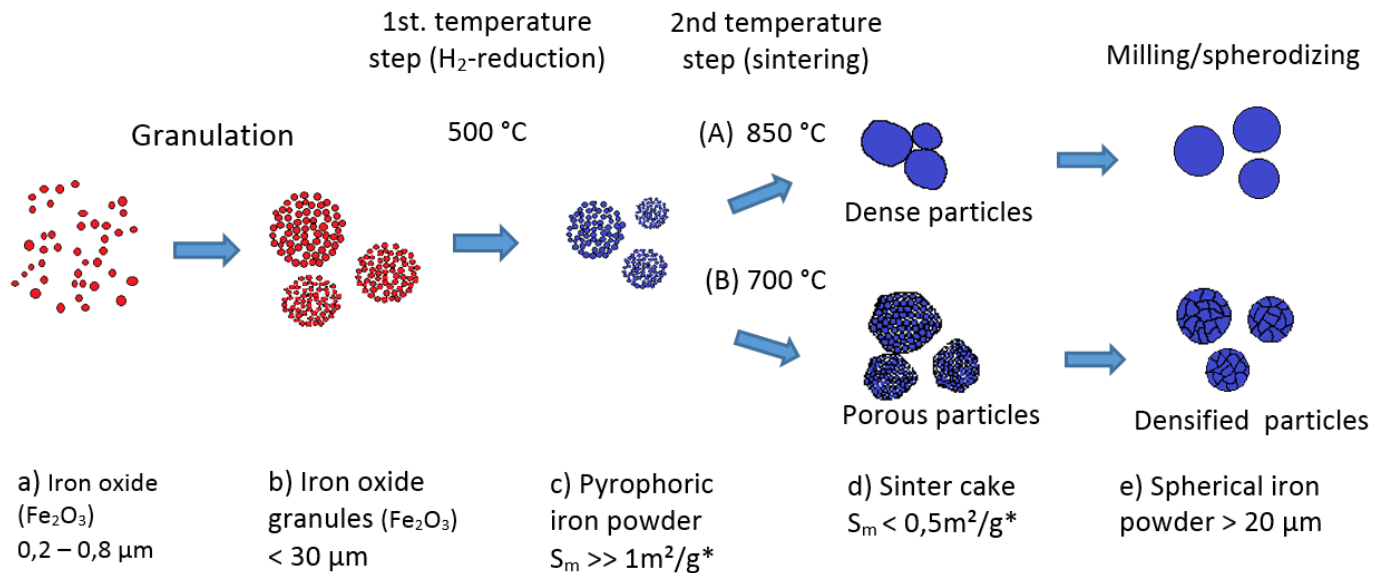 1st. temperature
step (H₂-reduction)
2nd temperature
step (sintering)
Milling/spherodizing
Granulation
500 °C
(A) 850 °C
Dense particles
(B) 700 °C
Porous particles
Densified particles
a) Iron oxide
(Fe₂O₃)
0,2 – 0,8 µm
b) Iron oxide
granules (Fe₂O₃)
< 30 µm
c) Pyrophoric
iron powder
Sₘ >> 1m²/g*
d) Sinter cake
Sₘ < 0,5m²/g*
e) Spherical iron
powder > 20 µm